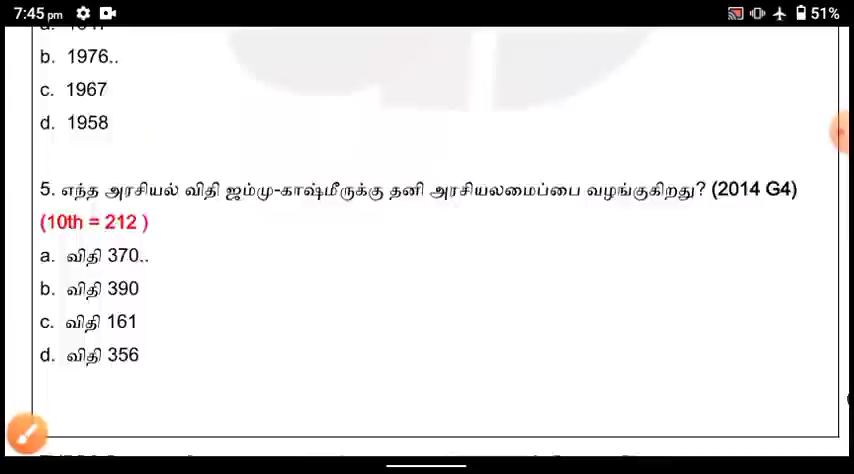 7:45 pm
51%
b. 1976..
c. 1967
d. 1958
5. எந்த அரசியல் விதி ஜம்மு-காஷ்மீருக்கு தனி அரசியலமைப்பை வழங்குகிறது? (2014 G4)
(10th = 212 )
a. விதி 370..
b. விதி 390
c. விதி 161
d. விதி 356